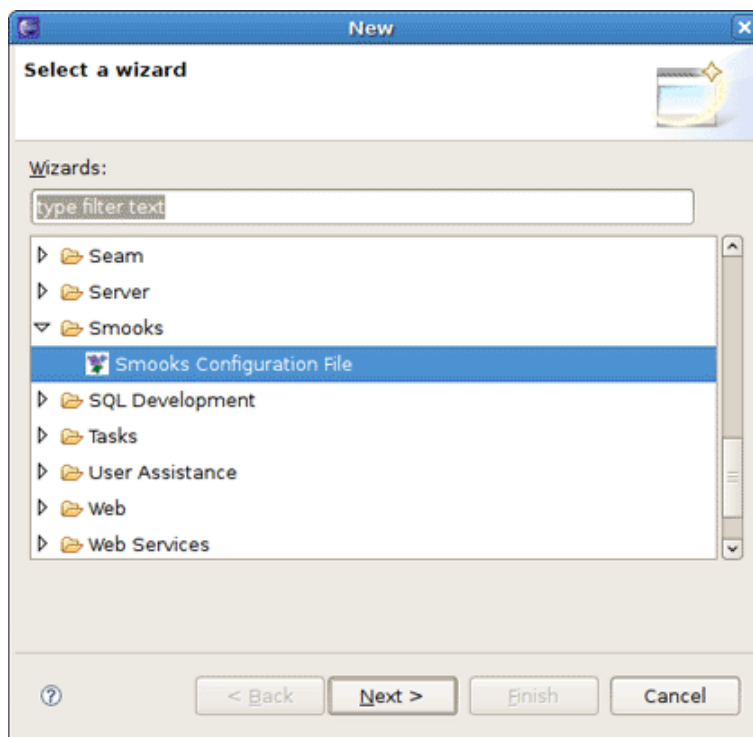 New
Select a wizard
Wizards:
type filter text
Seam
Server
Smooks
Smooks Configuration File
SQL Development
Tasks
User Assistance
Web
Web Services
< Back Next > Finish Cancel